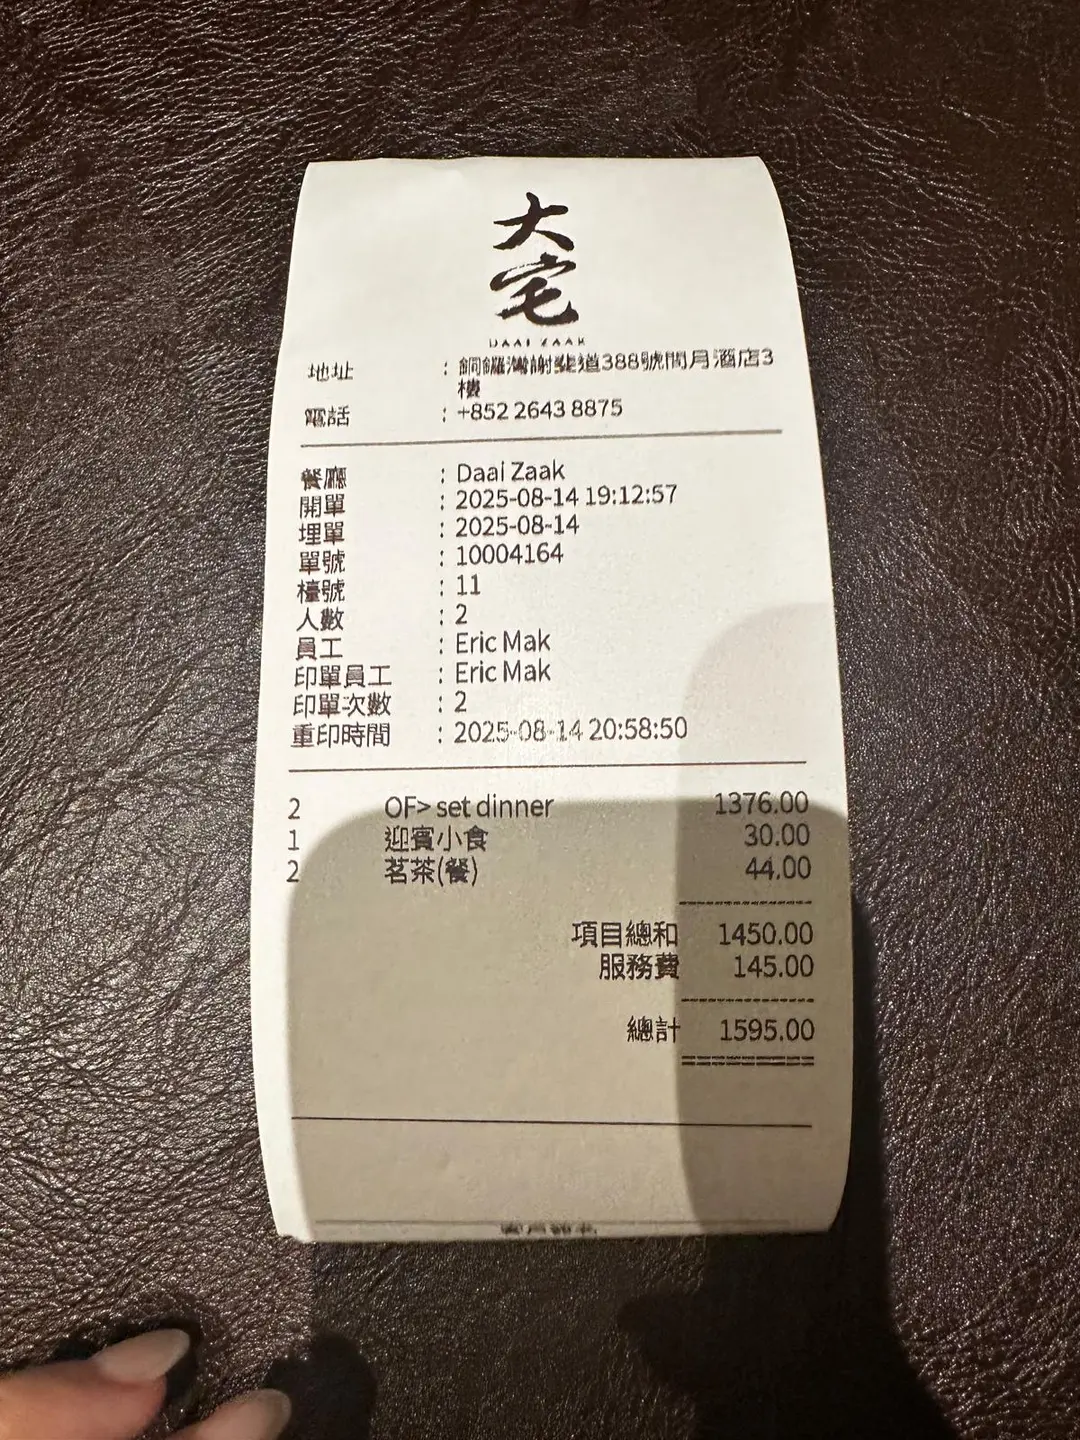 大
宅
DAAI ZAAK
地址 : 銅鑼灣謝斐道388號問月酒店3
樓
電話 : +852 2643 8875
餐廳 : Daai Zaak
開單 : 2025-08-14 19:12:57
埋單 : 2025-08-14
單號 : 10004164
檯號 : 11
人數 : 2
員工 : Eric Mak
印單員工 : Eric Mak
印單次數 : 2
重印時間 : 2025-08-14 20:58:50
2 OF> set dinner 1376.00
1 迎賓小食 30.00
2 茗茶(餐) 44.00
項目總和 1450.00
服務費 145.00
總計 1595.00